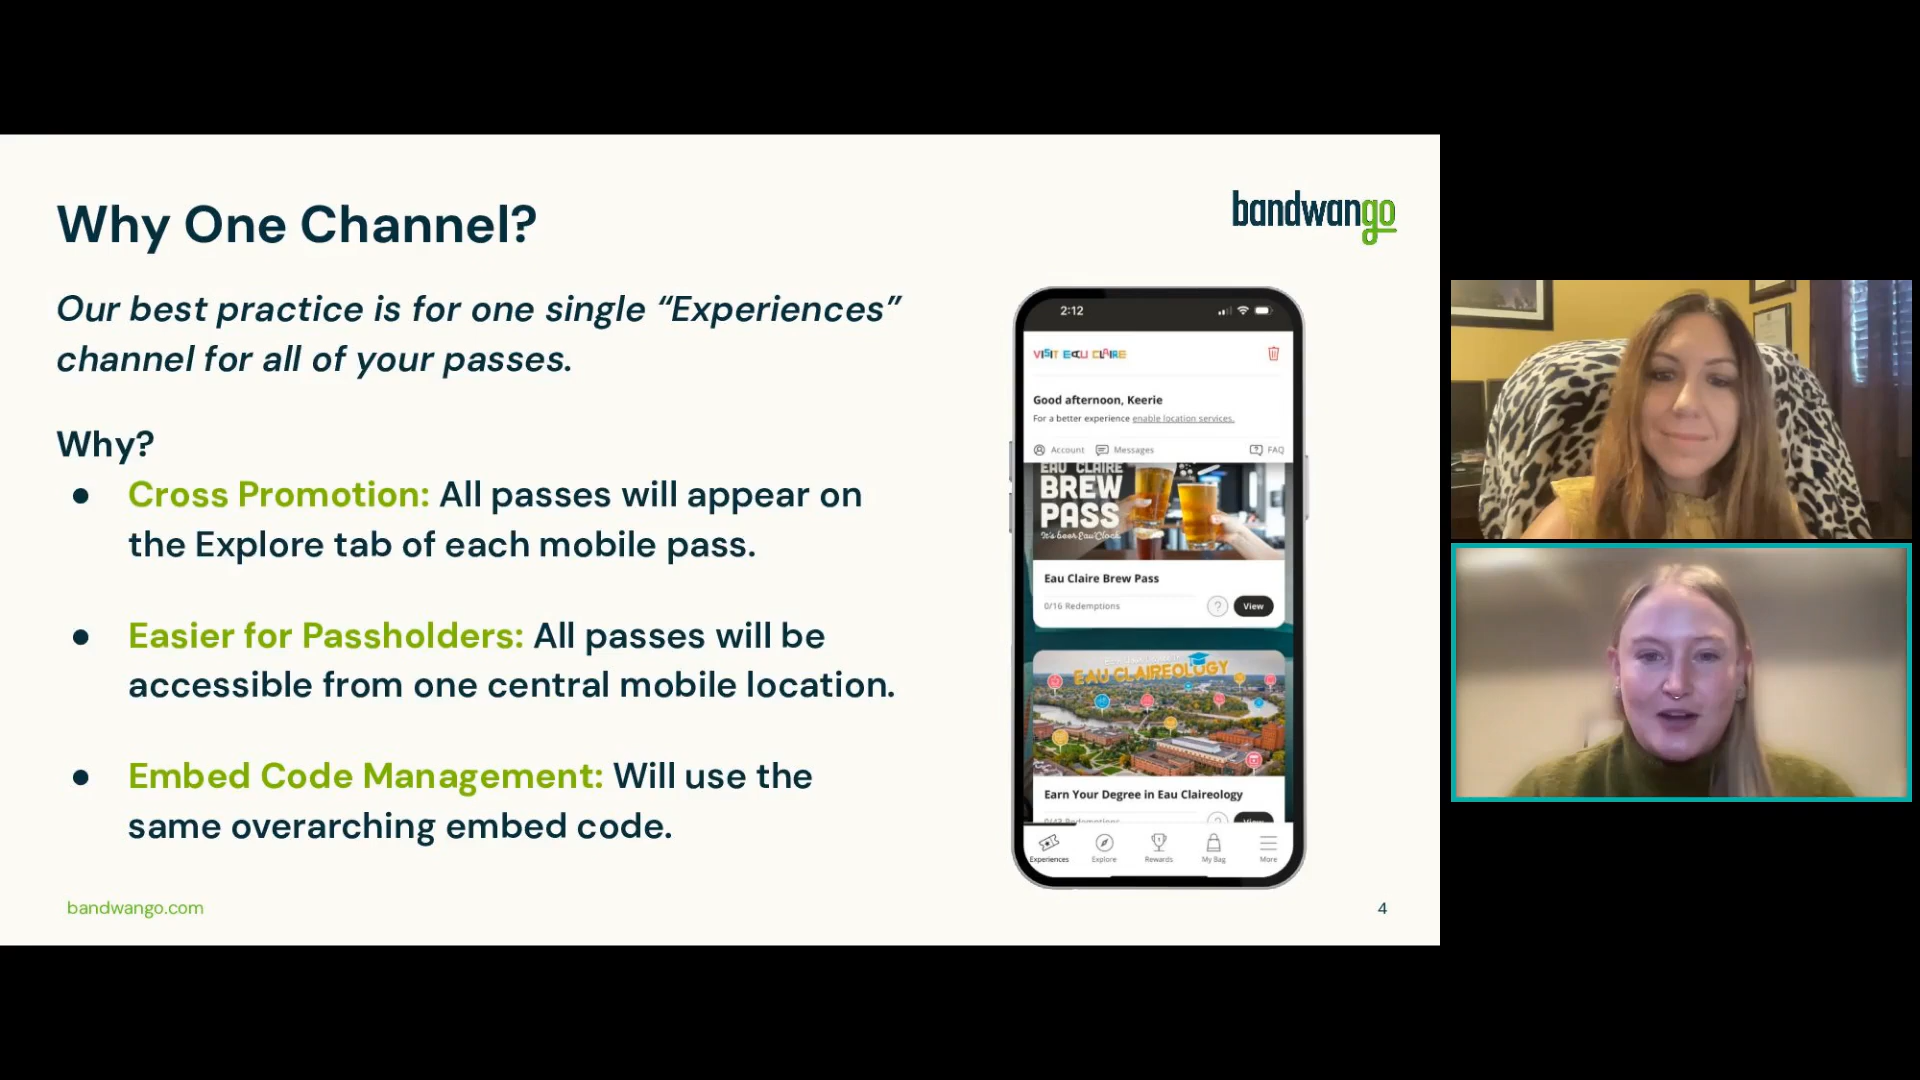 Why One Channel?
bandwango
Our best practice is for one single “Experiences”
channel for all of your passes.
Why?
● Cross Promotion: All passes will appear on
the Explore tab of each mobile pass.
● Easier for Passholders: All passes will be
accessible from one central mobile location.
● Embed Code Management: Will use the
same overarching embed code.
bandwango.com
4
2:12
VISIT EAU CLAIRE
Good afternoon, Keerie
For a better experience enable location services.
Account Messages FAQ
EAU CLAIRE
BREW
PASS
It's beer Eau'Clock
Eau Claire Brew Pass
0/16 Redemptions ? View
EAU CLAIREOLOGY
Earn Your Degree in Eau Claireology
Experiences Explore Rewards My Bag More